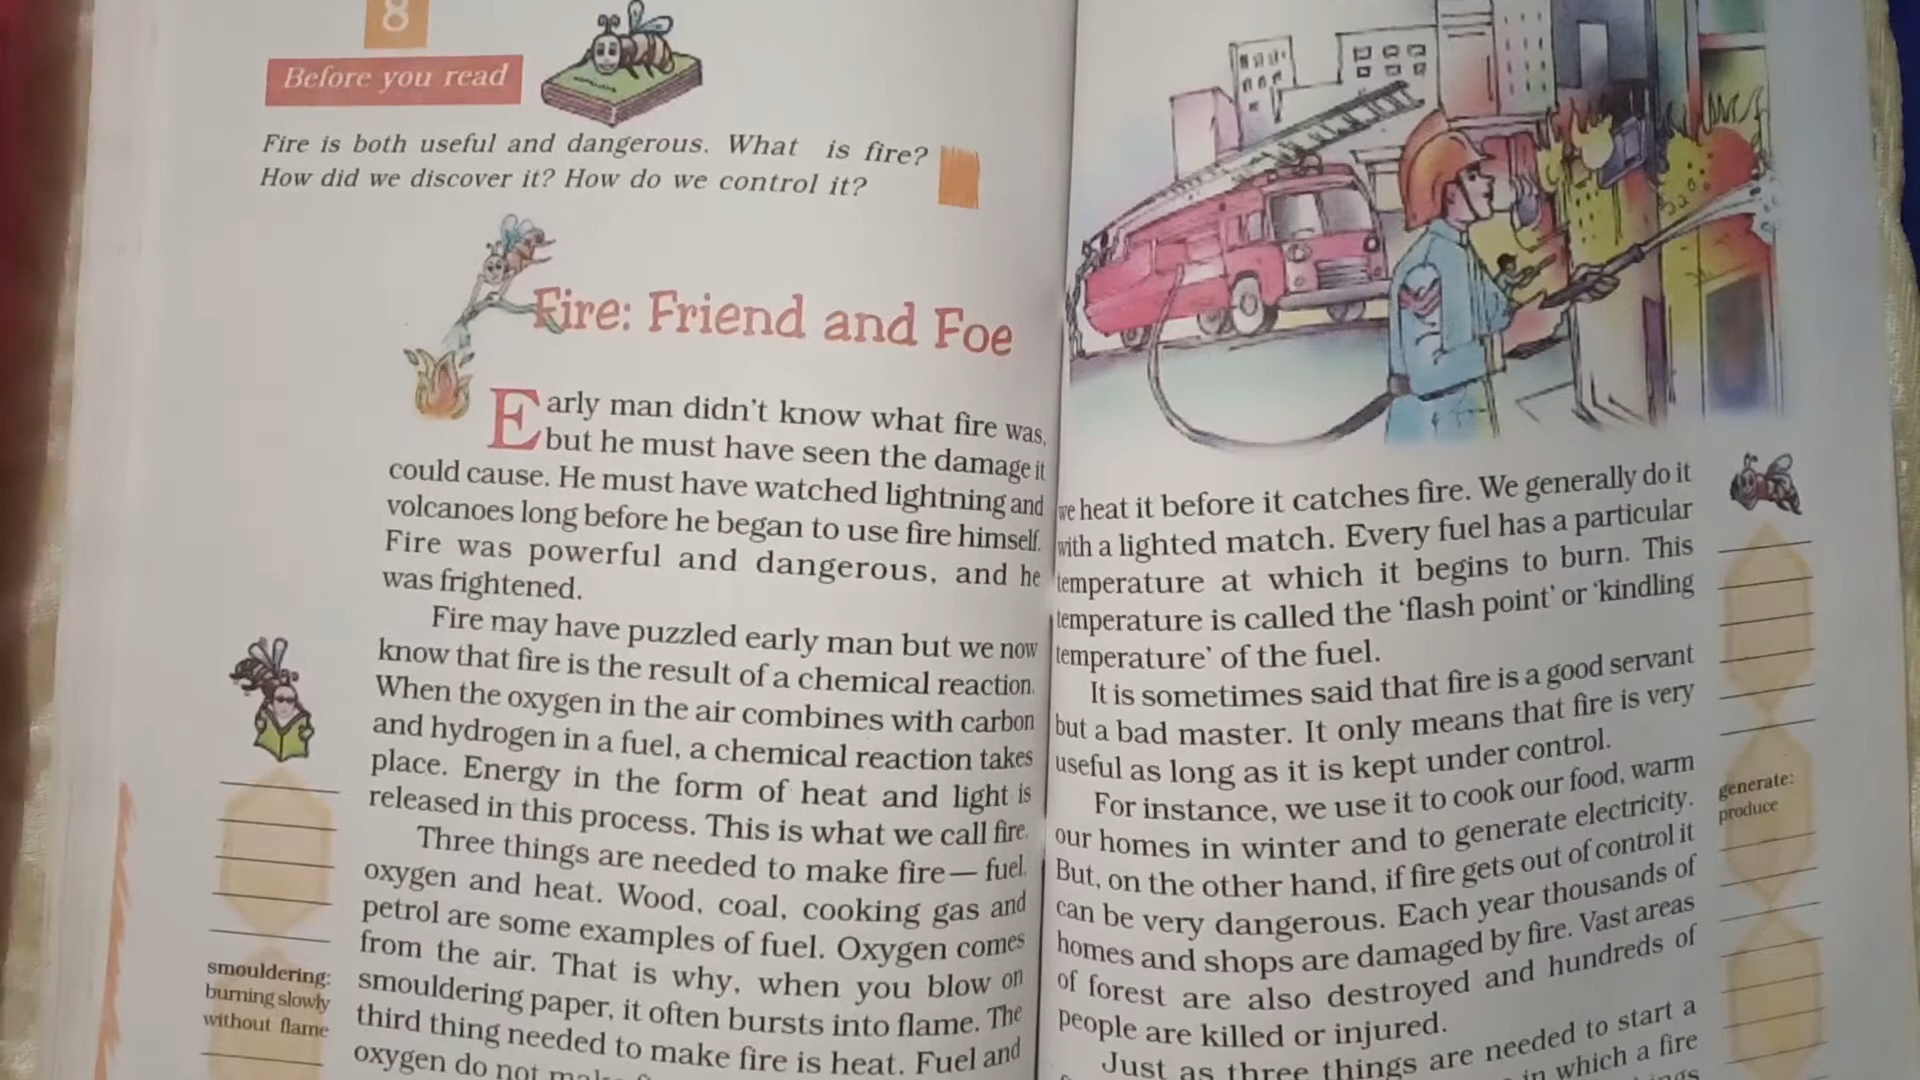 8
Before you read
Fire is both useful and dangerous. What is fire?
How did we discover it? How do we control it?
Fire: Friend and Foe
Early man didn't know what fire was,
but he must have seen the damage it
could cause. He must have watched lightning and
volcanoes long before he began to use fire himself.
Fire was powerful and dangerous, and he
was frightened.
Fire may have puzzled early man but we now
know that fire is the result of a chemical reaction.
When the oxygen in the air combines with carbon
and hydrogen in a fuel, a chemical reaction takes
place. Energy in the form of heat and light is
released in this process. This is what we call fire.
Three things are needed to make fire— fuel,
oxygen and heat. Wood, coal, cooking gas and
petrol are some examples of fuel. Oxygen comes
from the air. That is why, when you blow on
smouldering paper, it often bursts into flame. The
third thing needed to make fire is heat. Fuel and
oxygen do not
smouldering:
burning slowly
without flame
we heat it before it catches fire. We generally do it
with a lighted match. Every fuel has a particular
temperature at which it begins to burn. This
temperature is called the 'flash point' or 'kindling
temperature' of the fuel.
It is sometimes said that fire is a good servant
but a bad master. It only means that fire is very
useful as long as it is kept under control.
For instance, we use it to cook our food, warm
our homes in winter and to generate electricity.
But, on the other hand, if fire gets out of control it
can be very dangerous. Each year thousands of
homes and shops are damaged by fire. Vast areas
of forest are also destroyed and hundreds of
people are killed or injured.
Just as three things are needed to start a
in which a fire
generate:
produce